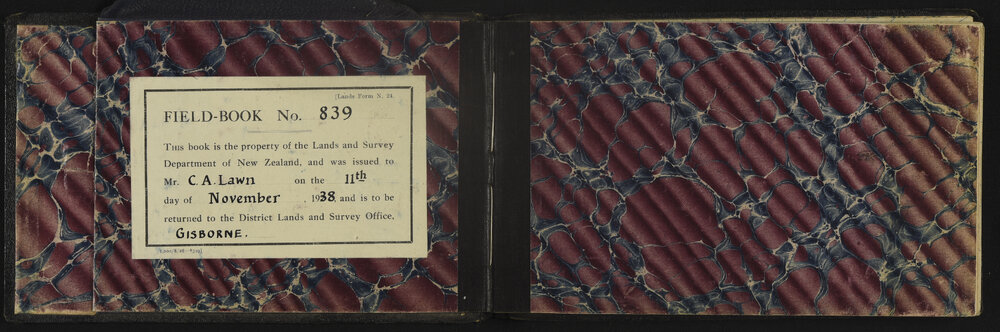 [Lands Form N. 24.
FIELD-BOOK No. 839
THIS book is the property of the Lands and Survey
Department of New Zealand, and was issued to
Mr. C. A. Lawn on the 11th
day of November 1938, and is to be
returned to the District Lands and Survey Office,
GISBORNE.